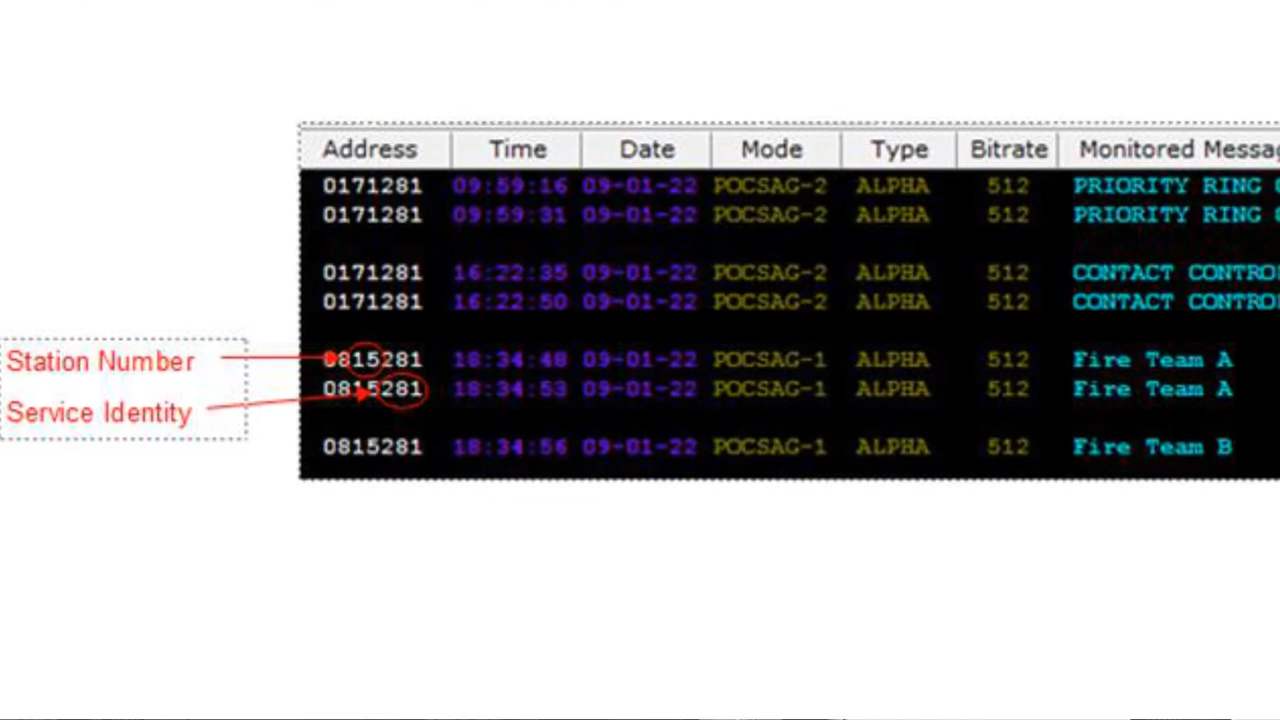 Address Time Date Mode Type Bitrate Monitored Messag
0171281 09:59:16 09-01-22 POCSAG-2 ALPHA 512 PRIORITY RING
0171281 09:59:31 09-01-22 POCSAG-2 ALPHA 512 PRIORITY RING
0171281 16:22:35 09-01-22 POCSAG-2 ALPHA 512 CONTACT CONTRO
0171281 16:22:50 09-01-22 POCSAG-2 ALPHA 512 CONTACT CONTRO
Station Number 0815281 18:34:48 09-01-22 POCSAG-1 ALPHA 512 Fire Team A
0815281 18:34:53 09-01-22 POCSAG-1 ALPHA 512 Fire Team A
Service Identity
0815281 18:34:56 09-01-22 POCSAG-1 ALPHA 512 Fire Team B